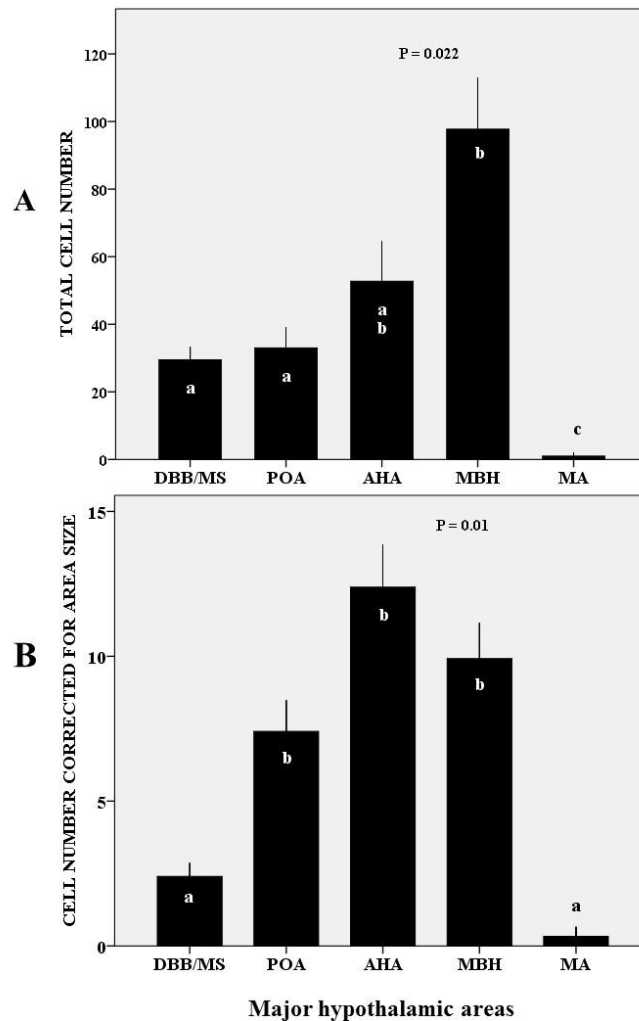 A
TOTAL CELL NUMBER
120
100
80
60
40
20
0
P = 0.022
a
a
a
b
b
c
DBB/MS POA AHA MBH MA
B
CELL NUMBER CORRECTED FOR AREA SIZE
15
10
5
0
P = 0.01
a
b
b
b
a
DBB/MS POA AHA MBH MA
Major hypothalamic areas